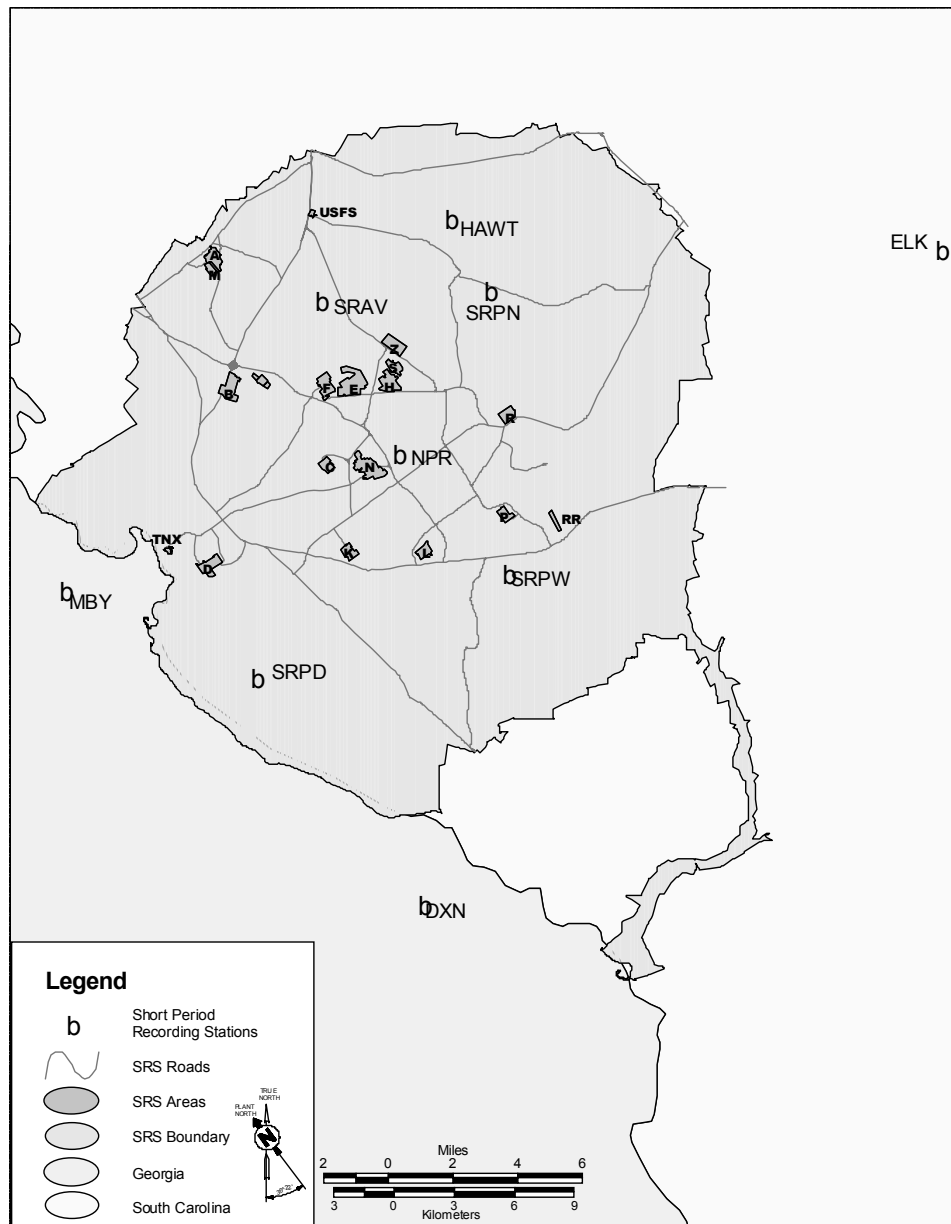 USFS
b HAWT
ELK b
A
M
b SRAV
b
SRPN
Z
S
F
E
H
B
R
b NPR
C
N
P
RR
TNX
K
L
D
b SRPW
b MBY
b SRPD
b DXN
Legend
b Short Period
Recording Stations
SRS Roads
SRS Areas
SRS Boundary
Georgia
South Carolina
TRUE
NORTH
PLANT
NORTH
N
Miles
2 0 2 4 6
3 0 3 6 9
Kilometers